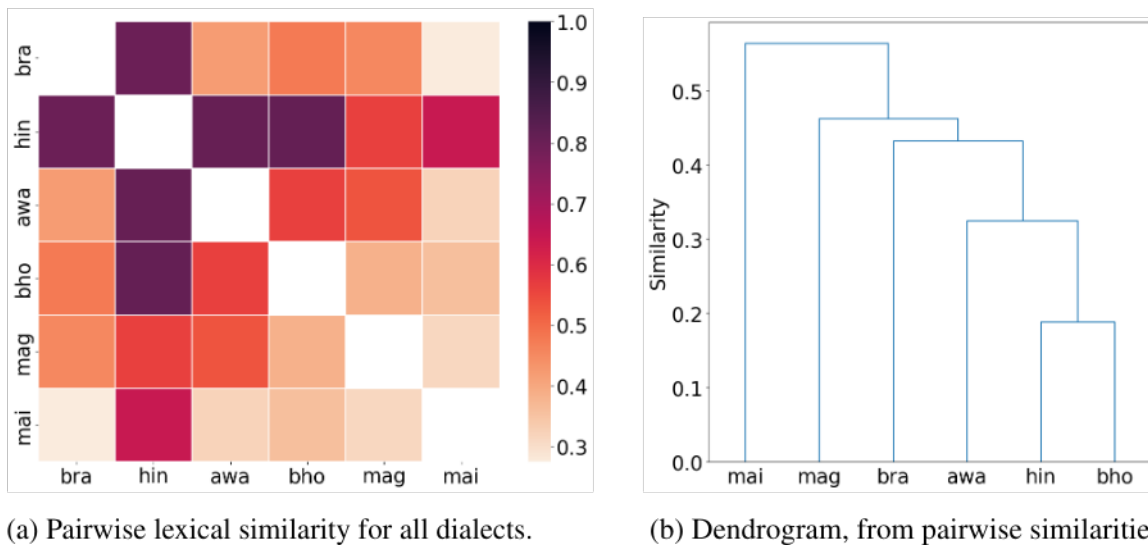 bra
hin
awa
bho
mag
mai
bra hin awa bho mag mai
1.0
0.9
0.8
0.7
0.6
0.5
0.4
0.3
(a) Pairwise lexical similarity for all dialects.
Similarity
0.5
0.4
0.3
0.2
0.1
0.0
mai mag bra awa hin bho
(b) Dendrogram, from pairwise similaritie